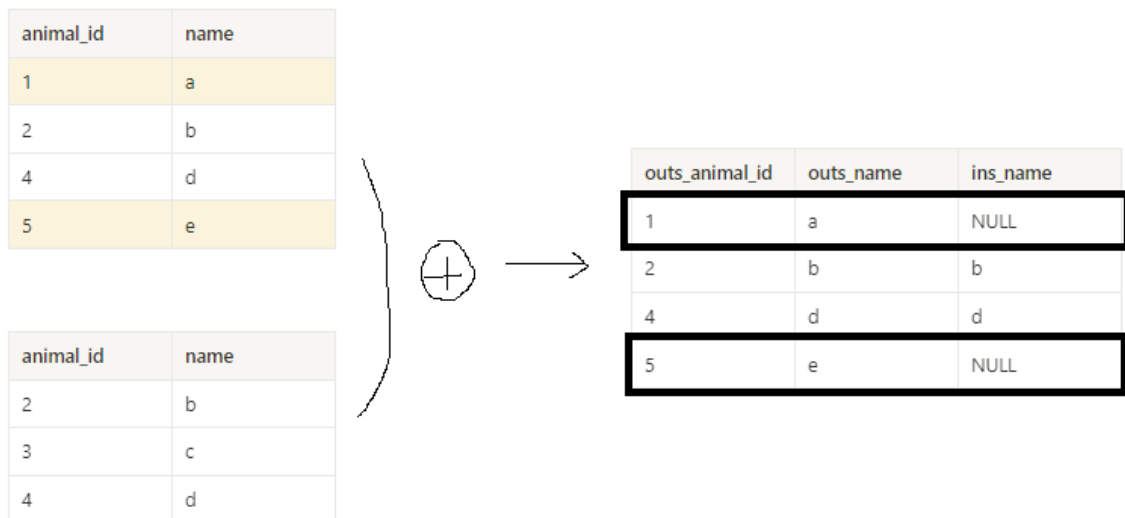 animal_id name
1 a
2 b
4 d
5 e
animal_id name
2 b
3 c
4 d
+
outs_animal_id outs_name ins_name
1 a NULL
2 b b
4 d d
5 e NULL